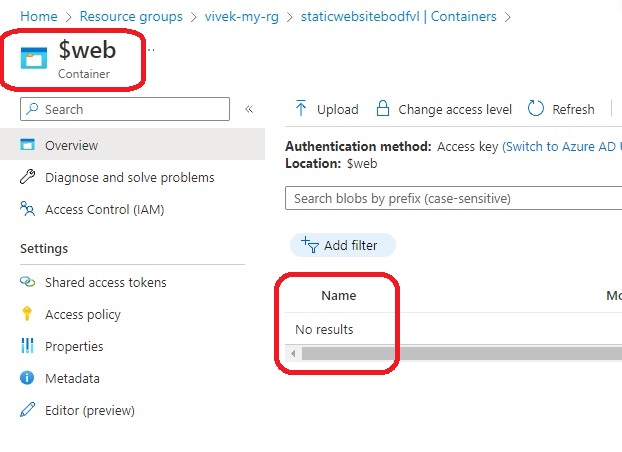 Home > Resource groups > vivek-my-rg > staticwebsitebodfvl | Containers >
$web ...
Container
Search «
Upload Change access level Refresh
Overview
Authentication method: Access key (Switch to Azure AD U
Diagnose and solve problems
Location: $web
Access Control (IAM)
Search blobs by prefix (case-sensitive)
Settings
Add filter
Shared access tokens
Name Mo
Access policy
No results
Properties
Metadata
Editor (preview)